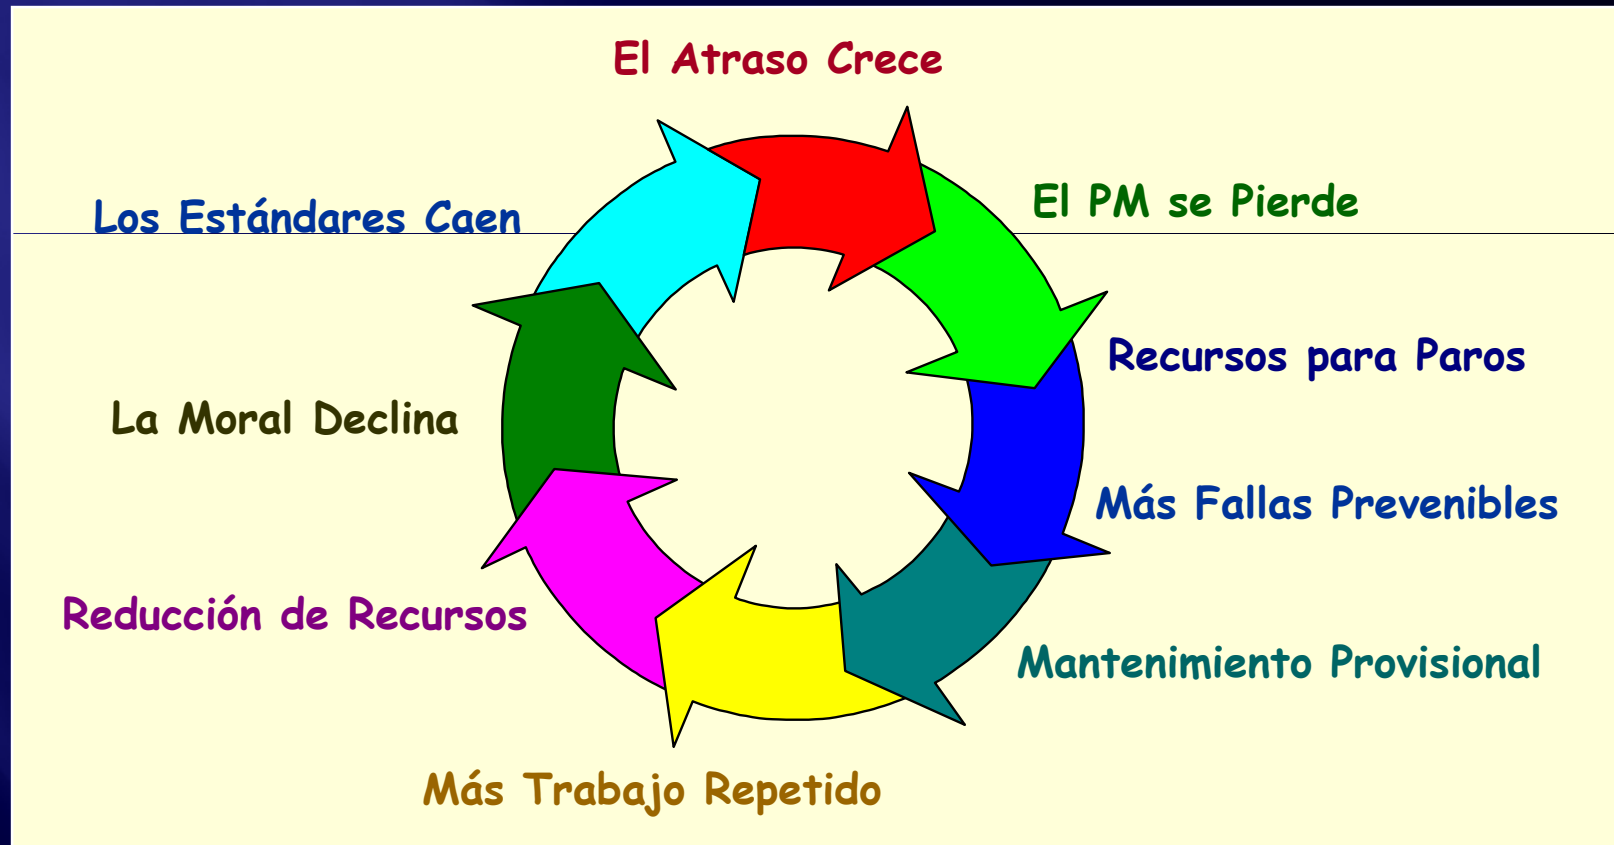 El Atraso Crece
El PM se Pierde
Los Estándares Caen
Recursos para Paros
La Moral Declina
Más Fallas Prevenibles
Reducción de Recursos
Mantenimiento Provisional
Más Trabajo Repetido